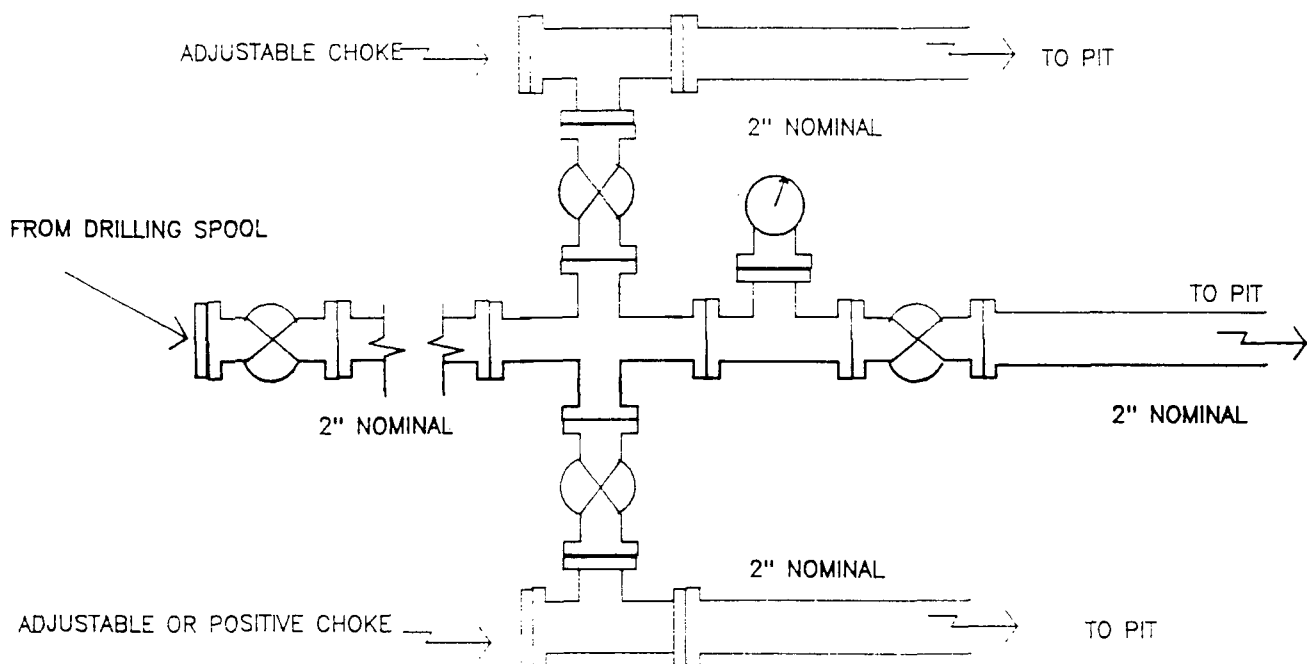 ADJUSTABLE CHOKE
TO PIT
2" NOMINAL
FROM DRILLING SPOOL
TO PIT
2" NOMINAL
2" NOMINAL
2" NOMINAL
ADJUSTABLE OR POSITIVE CHOKE
TO PIT